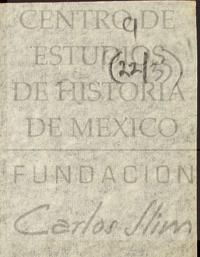 CENTRO DE
ESTUDIOS
DE HISTORIA
DE MEXICO
FUNDACION
Carlos Slim